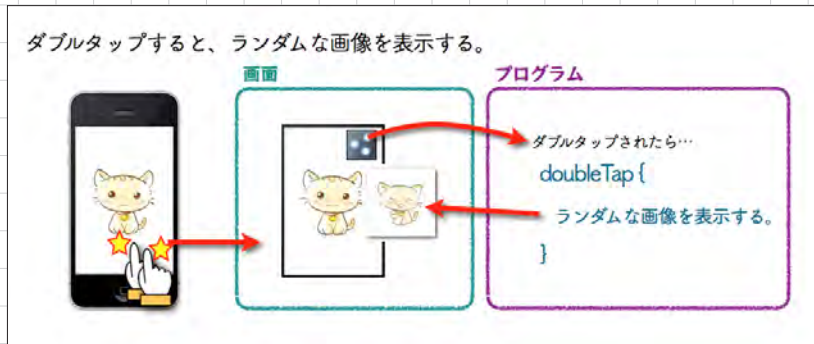 ダブルタップすると、ランダムな画像を表示する。
画面
プログラム
ダブルタップされたら…
doubleTap {
ランダムな画像を表示する。
}